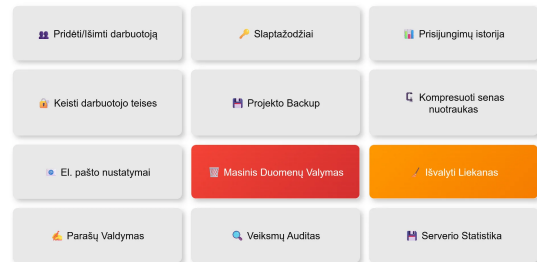 Pridėti/Išimti darbuotoją
Slaptažodžiai
Prisijungimų istorija
Keisti darbuotojo teises
Projekto Backup
Kompresuoti senas
nuotraukas
El. pašto nustatymai
Masinis Duomenų Valymas
Išvalyti Liekanas
Parašų Valdymas
Veiksmų Auditas
Serverio Statistika